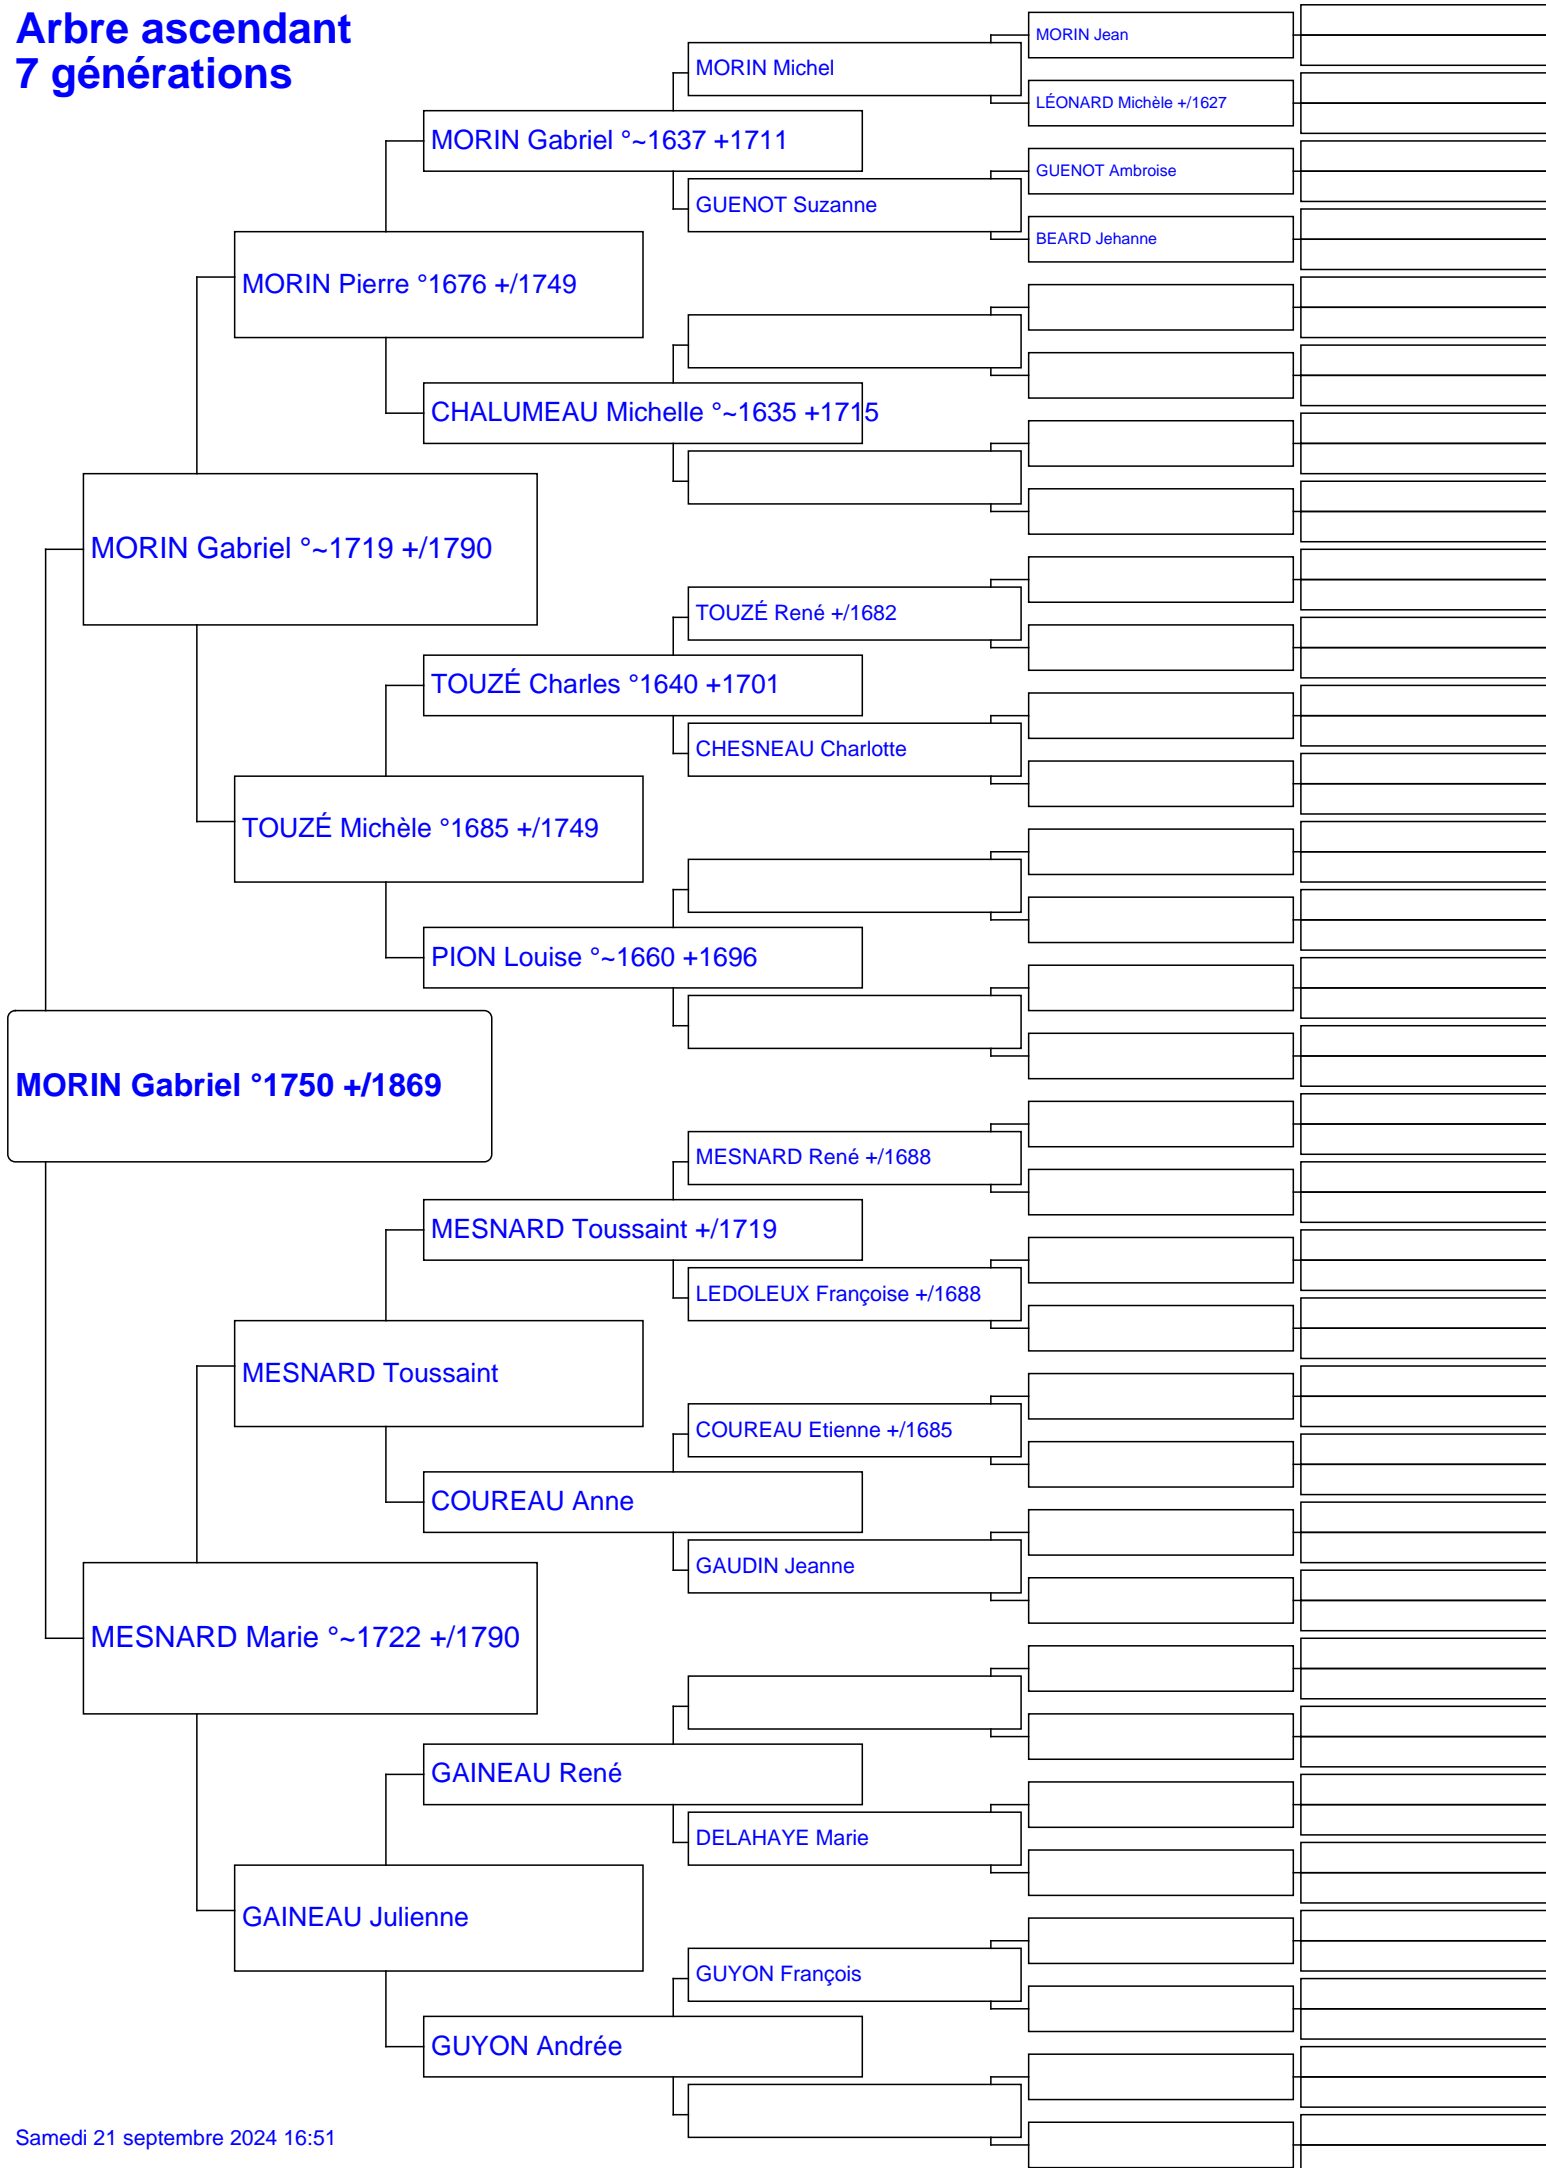 Arbre ascendant
7 générations
MORIN Jean
MORIN Michel
LÉONARD Michèle +/1627
MORIN Gabriel °~1637 +1711
GUENOT Ambroise
GUENOT Suzanne
BEARD Jehanne
MORIN Pierre °1676 +/1749
CHALUMEAU Michelle °~1635 +1715
MORIN Gabriel °~1719 +/1790
TOUZÉ René +/1682
TOUZÉ Charles °1640 +1701
CHESNEAU Charlotte
TOUZÉ Michèle °1685 +/1749
PION Louise °~1660 +1696
MORIN Gabriel °1750 +/1869
MESNARD René +/1688
MESNARD Toussaint +/1719
LEDOLEUX Françoise +/1688
MESNARD Toussaint
COUREAU Etienne +/1685
COUREAU Anne
GAUDIN Jeanne
MESNARD Marie °~1722 +/1790
GAINEAU René
DELAHAYE Marie
GAINEAU Julienne
GUYON François
GUYON Andrée
Samedi 21 septembre 2024 16:51